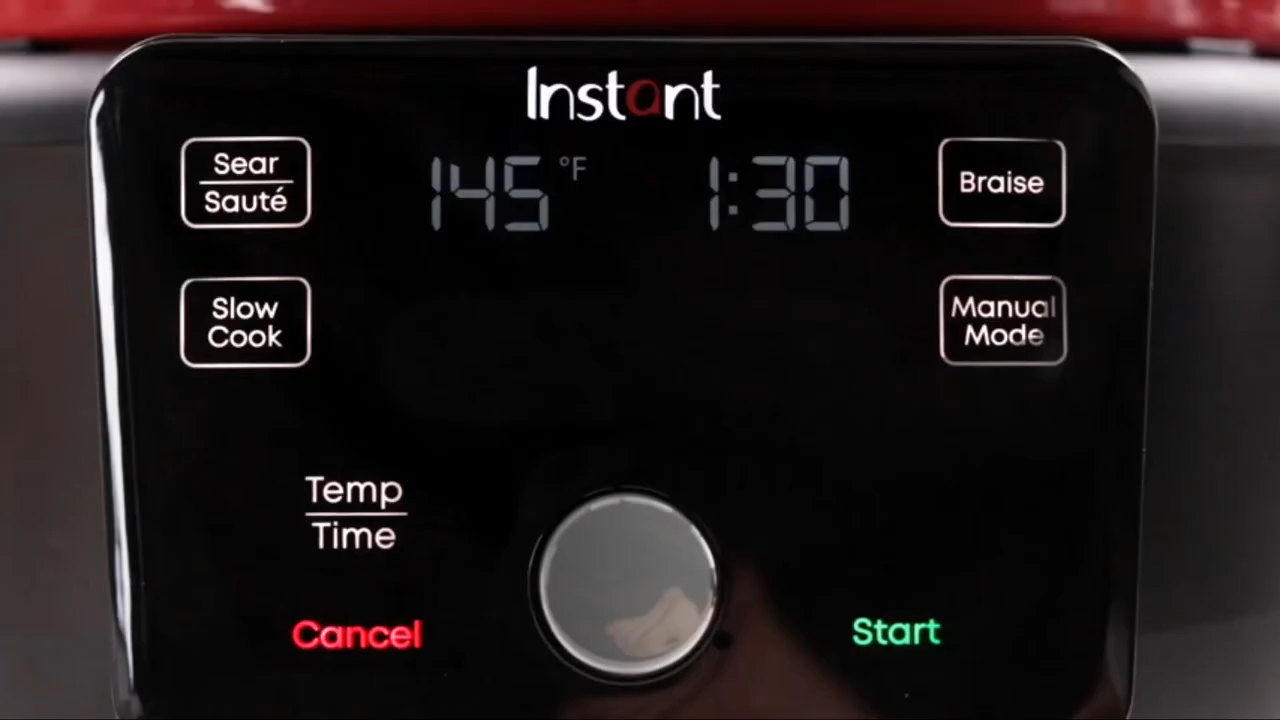 Instant
Sear
Sauté
145 °F
1:30
Braise
Slow
Cook
Manual
Mode
Temp
Time
Cancel
Start